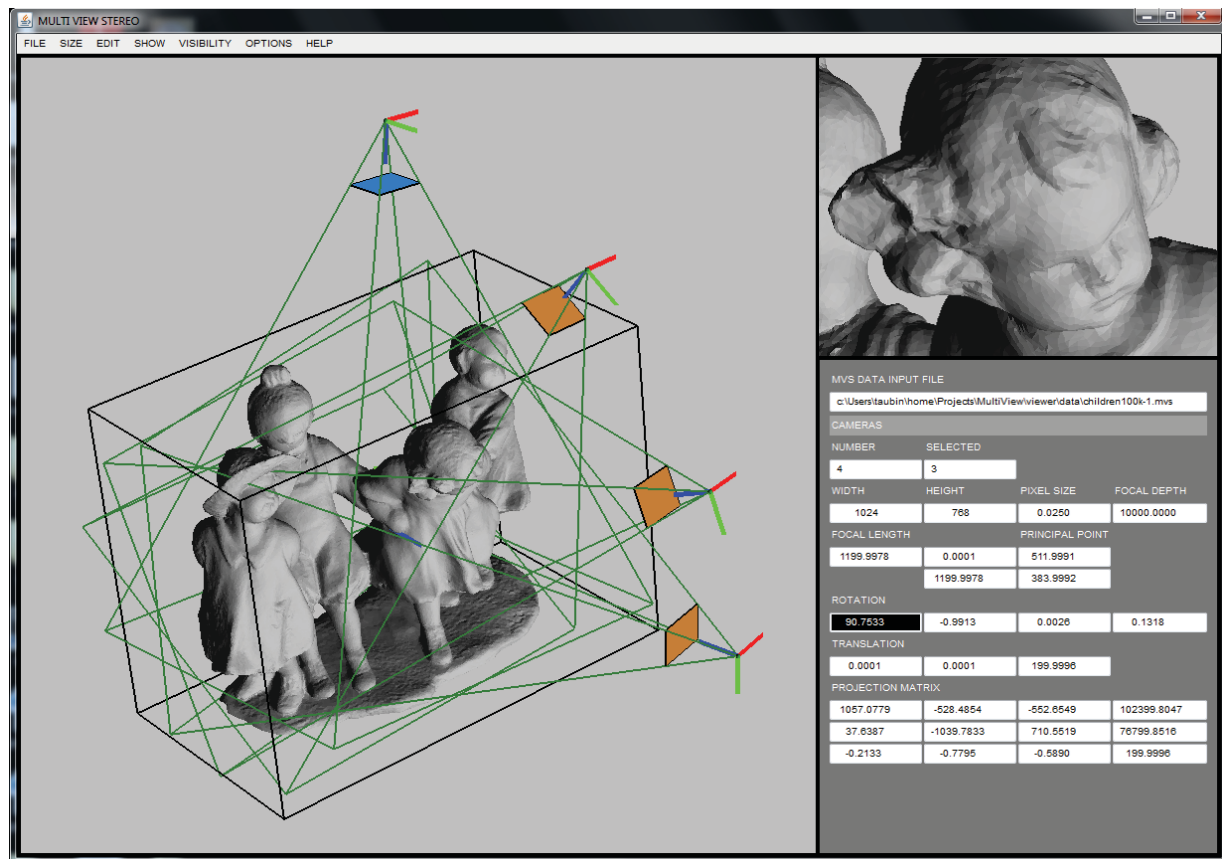 MULTI VIEW STEREO
FILE SIZE EDIT SHOW VISIBILITY OPTIONS HELP
MVS DATA INPUT FILE
c:\Users\taubin\home\Projects\MultiView\viewer\data\children100k-1.mvs
CAMERAS
NUMBER SELECTED
4 3
WIDTH HEIGHT PIXEL SIZE FOCAL DEPTH
1024 768 0.0250 10000.0000
FOCAL LENGTH PRINCIPAL POINT
1199.9978 0.0001 511.9991
1199.9978 383.9992
ROTATION
90.7533 -0.9913 0.0026 0.1318
TRANSLATION
0.0001 0.0001 199.9996
PROJECTION MATRIX
1057.0779 -528.4854 -552.6549 102399.8047
37.6387 -1039.7833 710.5519 76799.8516
-0.2133 -0.7795 -0.5890 199.9996